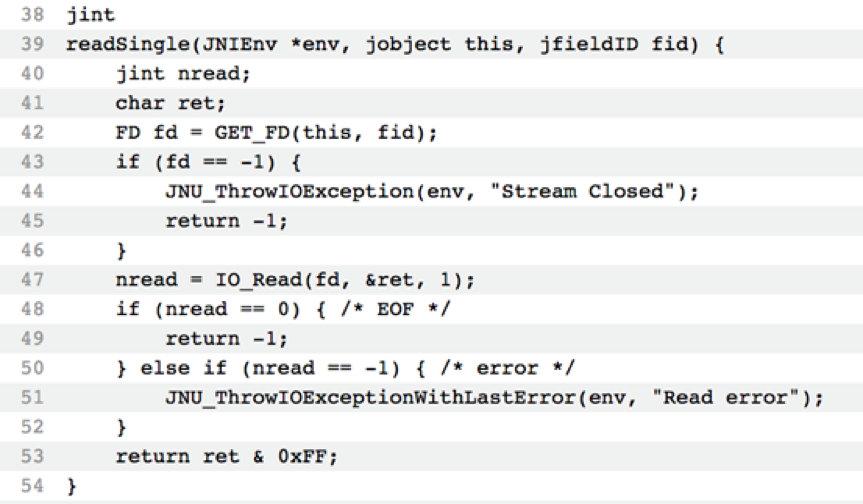 38 jint
39 readSingle(JNIEnv *env, jobject this, jfieldID fid) {
40     jint nread;
41     char ret;
42     FD fd = GET_FD(this, fid);
43     if (fd == -1) {
44         JNU_ThrowIOException(env, "Stream Closed");
45         return -1;
46     }
47     nread = IO_Read(fd, &ret, 1);
48     if (nread == 0) { /* EOF */
49         return -1;
50     } else if (nread == -1) { /* error */
51         JNU_ThrowIOExceptionWithLastError(env, "Read error");
52     }
53     return ret & 0xFF;
54 }